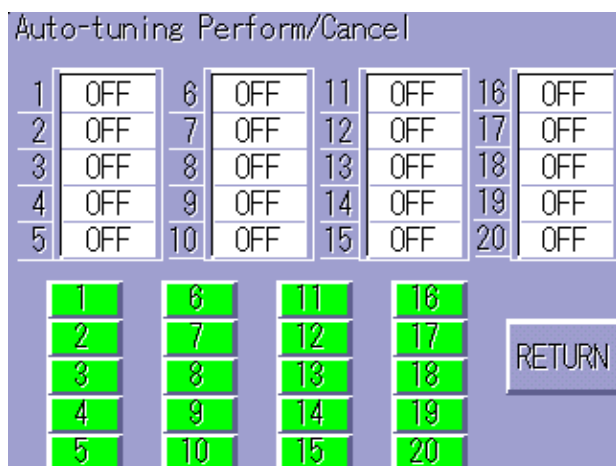 Auto-tuning Perform/Cancel
1 OFF 6 OFF 11 OFF 16 OFF
2 OFF 7 OFF 12 OFF 17 OFF
3 OFF 8 OFF 13 OFF 18 OFF
4 OFF 9 OFF 14 OFF 19 OFF
5 OFF 10 OFF 15 OFF 20 OFF
1 6 11 16
2 7 12 17
RETURN
3 8 13 18
4 9 14 19
5 10 15 20